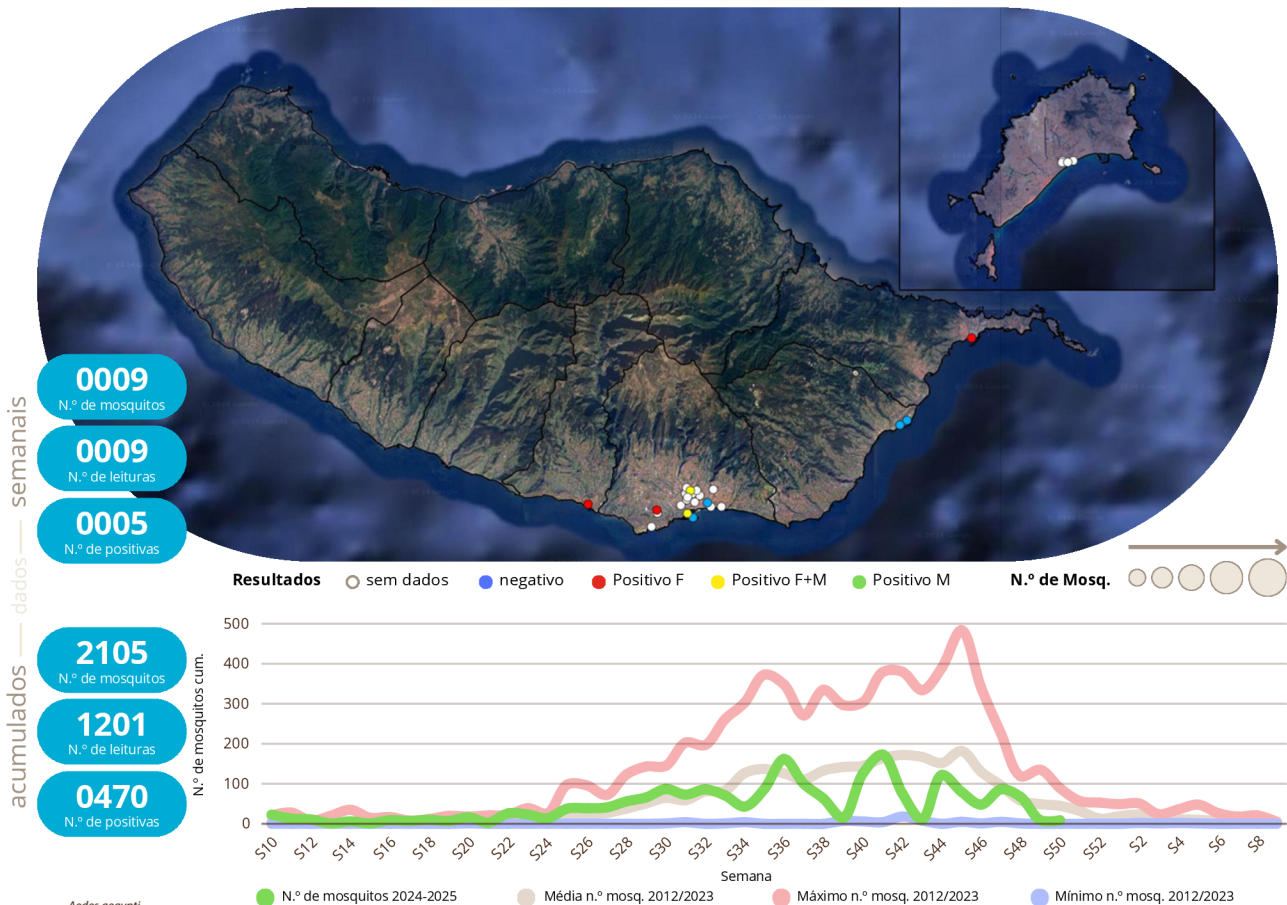 0009
N.º de mosquitos
0009
N.º de leituras
0005
N.º de positivas
semanais
dados
acumulados
Resultados
sem dados
negativo
Positivo F
Positivo F+M
Positivo M
N.º de Mosq.
2105
N.º de mosquitos
1201
N.º de leituras
0470
N.º de positivas
N.º de mosquitos cum.
500
400
300
200
100
0
S10 S12 S14 S16 S18 S20 S22 S24 S26 S28 S30 S32 S34 S36 S38 S40 S42 S44 S46 S48 S50 S52 S2 S4 S6 S8
Semana
N.º de mosquitos 2024-2025
Média n.º mosq. 2012/2023
Máximo n.º mosq. 2012/2023
Mínimo n.º mosq. 2012/2023
Aedes aegypti